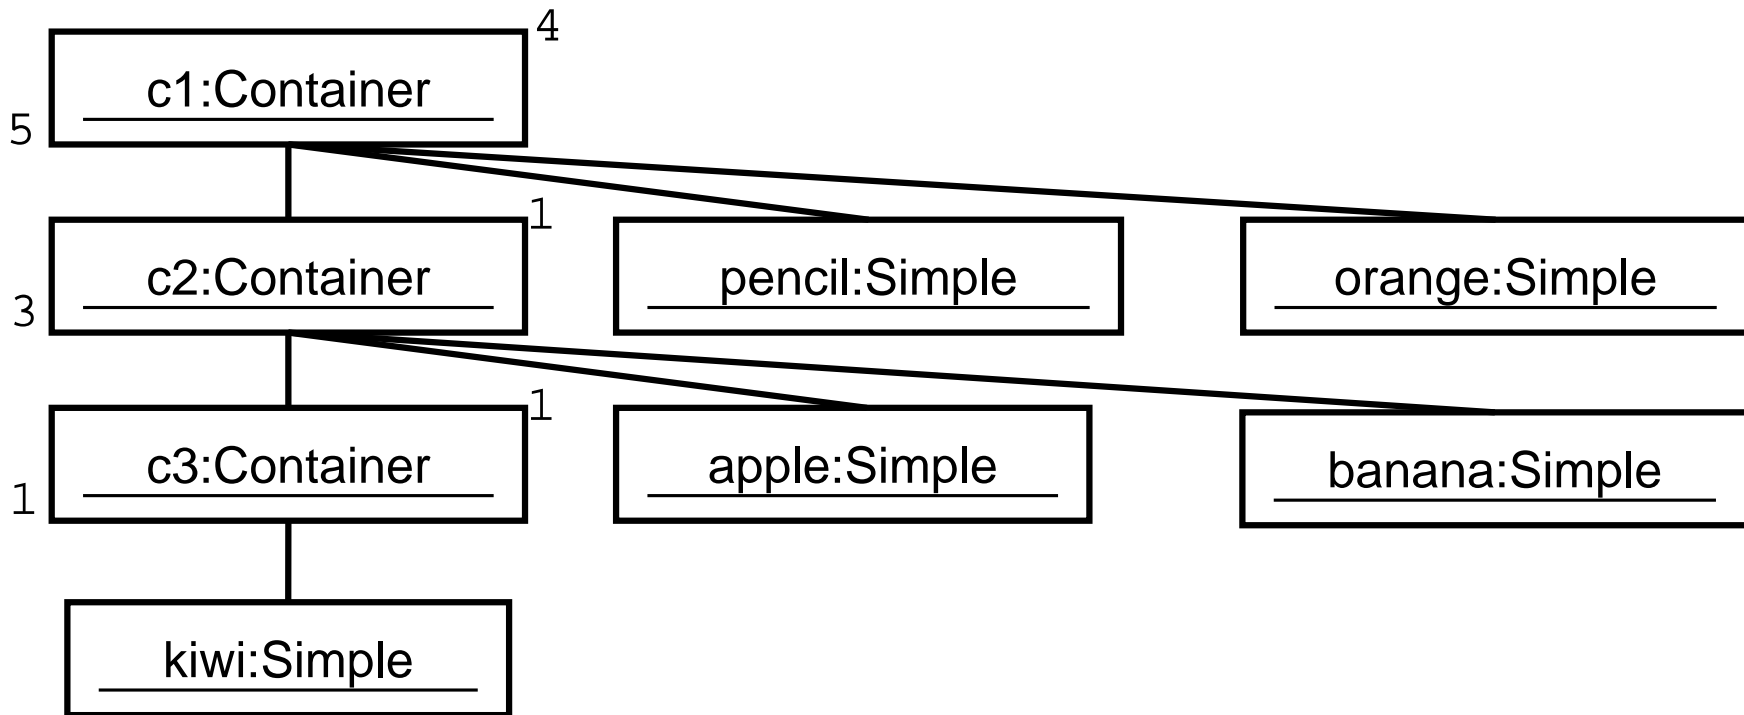 4
c1:Container
5
1
c2:Container pencil:Simple orange:Simple
3
1
c3:Container apple:Simple banana:Simple
1
kiwi:Simple